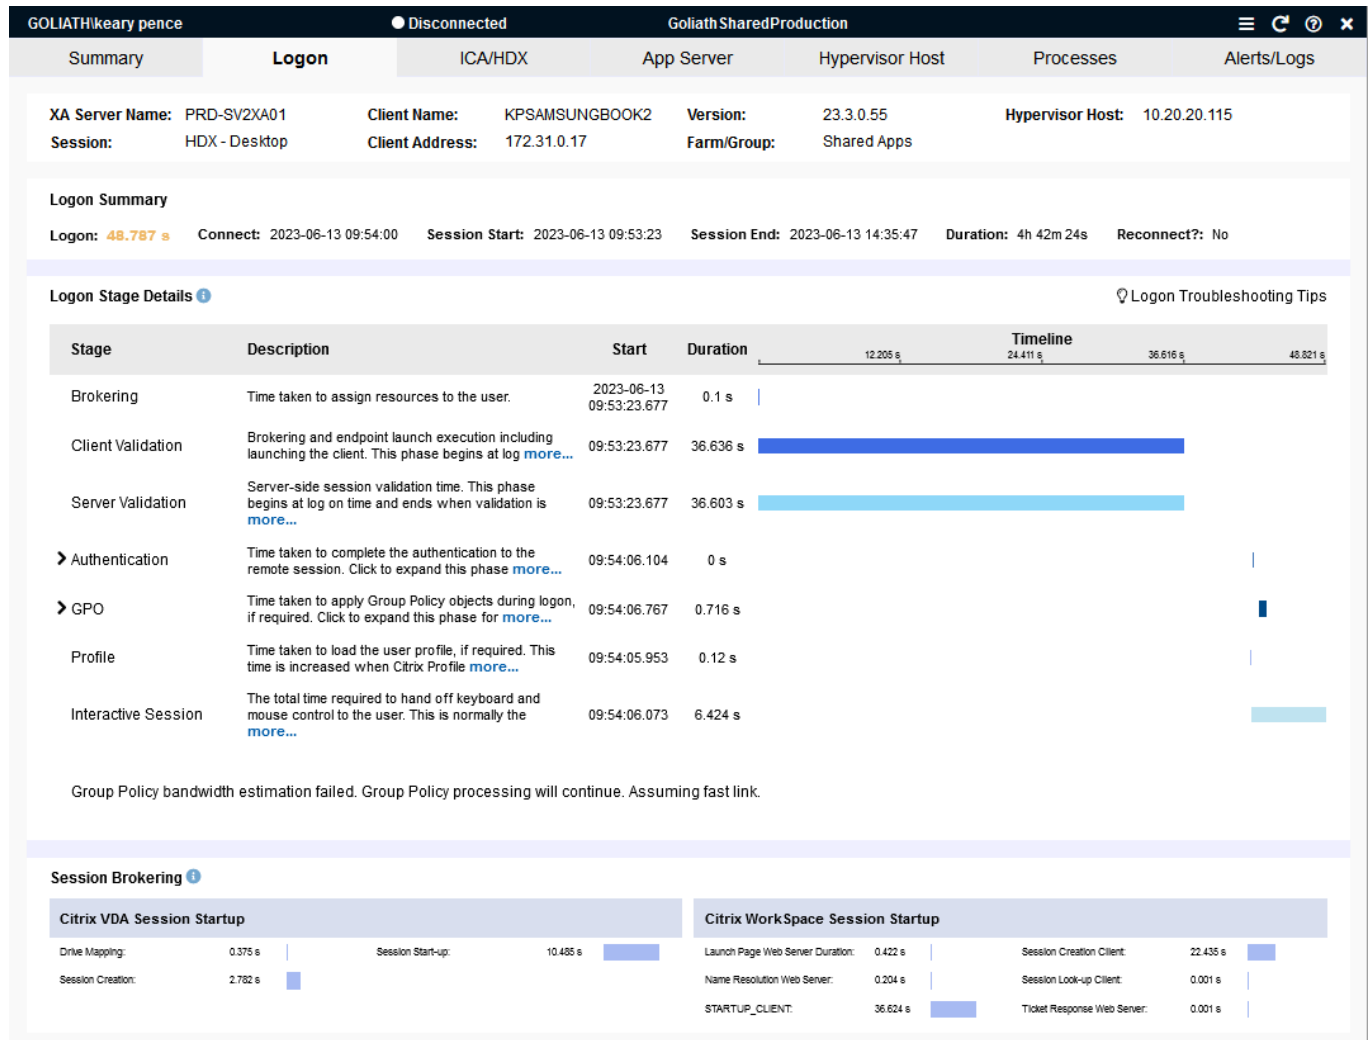 GOLIATH\keary pence Disconnected GoliathSharedProduction
Summary Logon ICA/HDX App Server Hypervisor Host Processes Alerts/Logs
XA Server Name: PRD-SV2XA01 Client Name: KPSAMSUNGBOOK2 Version: 23.3.0.55 Hypervisor Host: 10.20.20.115
Session: HDX - Desktop Client Address: 172.31.0.17 Farm/Group: Shared Apps
Logon Summary
Logon: 48.787 s Connect: 2023-06-13 09:54:00 Session Start: 2023-06-13 09:53:23 Session End: 2023-06-13 14:35:47 Duration: 4h 42m 24s Reconnect?: No
Logon Stage Details Logon Troubleshooting Tips
Stage Description Start Duration Timeline
12.205 s 24.411 s 36.616 s 48.821 s
Brokering Time taken to assign resources to the user. 2023-06-13
09:53:23.677 0.1 s
Client Validation Brokering and endpoint launch execution including
launching the client. This phase begins at log more... 09:53:23.677 36.636 s
Server Validation Server-side session validation time. This phase
begins at log on time and ends when validation is 09:53:23.677 36.603 s
more...
Authentication Time taken to complete the authentication to the
remote session. Click to expand this phase more... 09:54:06.104 0 s
GPO Time taken to apply Group Policy objects during logon,
if required. Click to expand this phase for more... 09:54:06.767 0.716 s
Profile Time taken to load the user profile, if required. This
time is increased when Citrix Profile more... 09:54:05.953 0.12 s
Interactive Session The total time required to hand off keyboard and
mouse control to the user. This is normally the 09:54:06.073 6.424 s
more...
Group Policy bandwidth estimation failed. Group Policy processing will continue. Assuming fast link.
Session Brokering
Citrix VDA Session Startup Citrix WorkSpace Session Startup
Drive Mapping: 0.375 s Session Start-up: 10.485 s Launch Page Web Server Duration: 0.422 s Session Creation Client: 22.435 s
Session Creation: 2.782 s Name Resolution Web Server: 0.204 s Session Look-up Client: 0.001 s
STARTUP_CLIENT: 36.624 s Ticket Response Web Server: 0.001 s